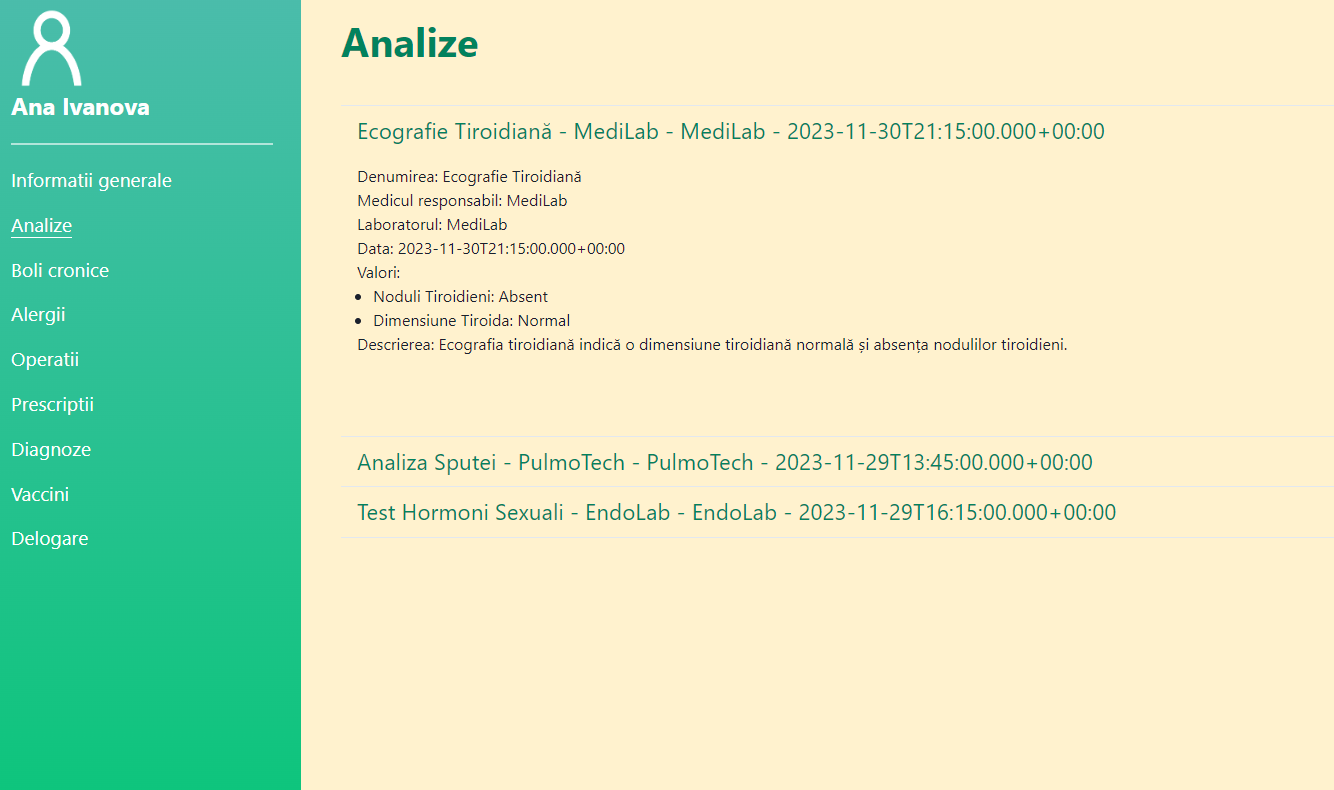 Ana Ivanova
Informatii generale
Analize
Boli cronice
Alergii
Operatii
Prescriptii
Diagnoze
Vaccini
Delogare
Analize
Ecografie Tiroidiană - MediLab - MediLab - 2023-11-30T21:15:00.000+00:00
Denumirea: Ecografie Tiroidiană
Medicul responsabil: MediLab
Laboratorul: MediLab
Data: 2023-11-30T21:15:00.000+00:00
Valori:
• Noduli Tiroidieni: Absent
• Dimensiune Tiroida: Normal
Descrierea: Ecografia tiroidiană indică o dimensiune tiroidiană normală și absența nodulilor tiroidieni.
Analiza Sputei - PulmoTech - PulmoTech - 2023-11-29T13:45:00.000+00:00
Test Hormoni Sexuali - EndoLab - EndoLab - 2023-11-29T16:15:00.000+00:00